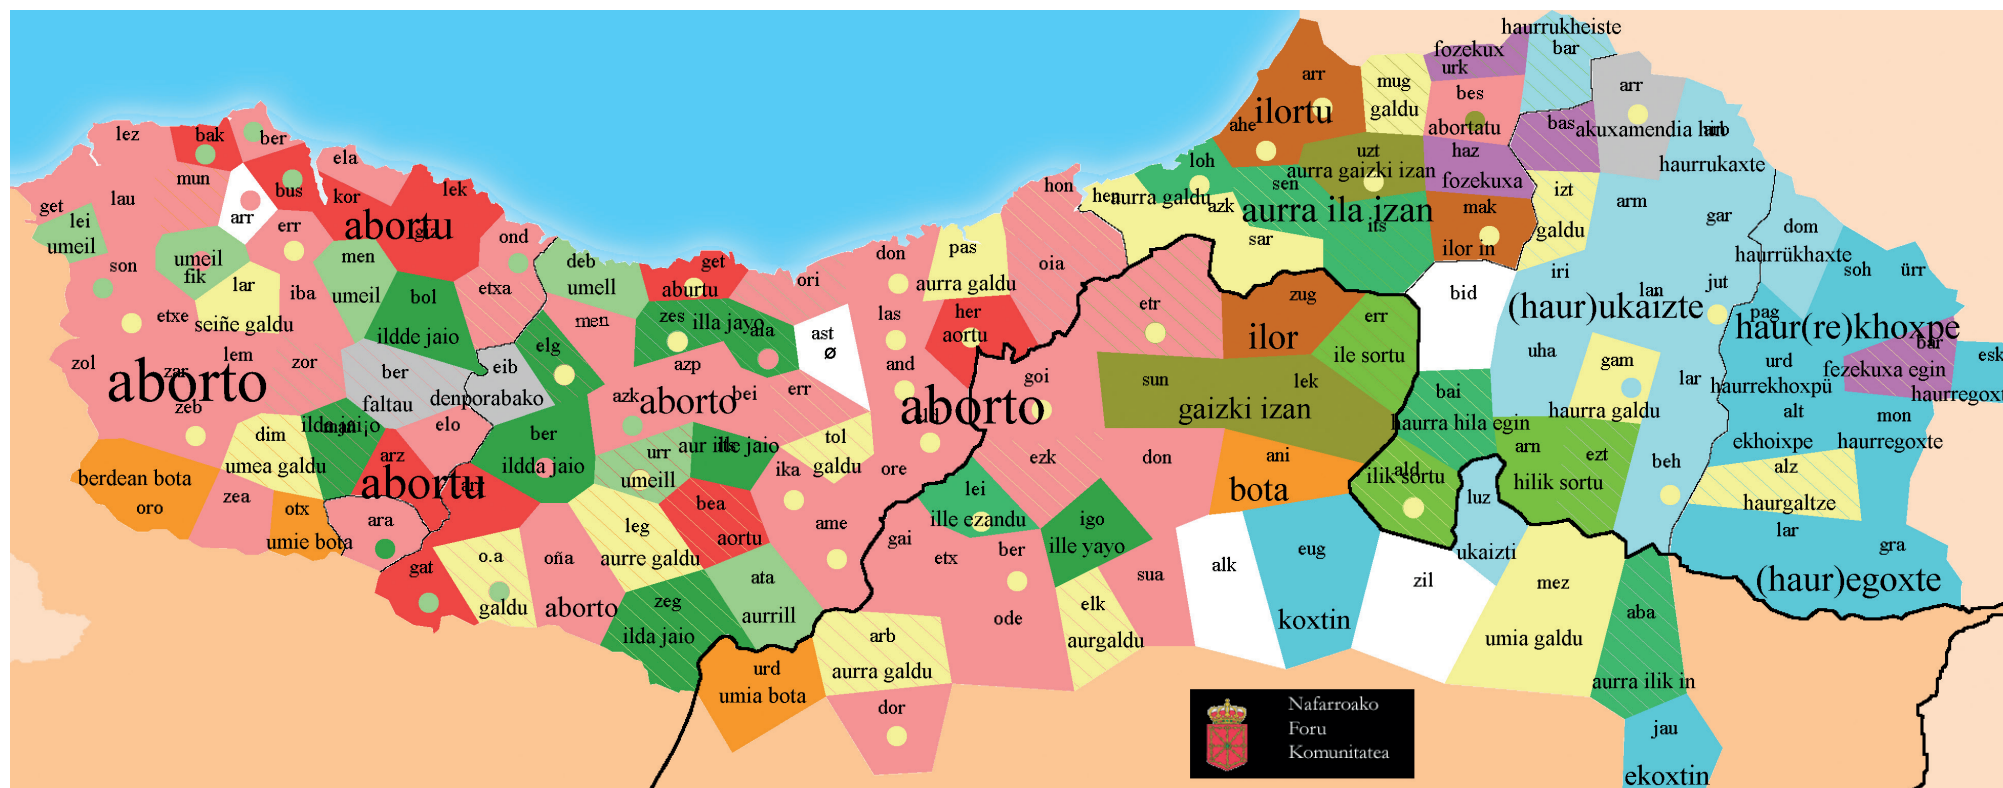 lez
bak
ber
ela
mun
bus
kor
lek
get
lau
arr
lei
umeil
err
abortu
ond
son
umeil
fik
men
umeil
lar
seiñe galdu
iba
bol
ildde jaio
etxa
etxe
zol
lem
zor
zar
aborto
zeb
ber
faltau
eib
denporabako
dim
umea galdu
elo
arz
abortu
berdean bota
oro
zea
otx
umie bota
ara
gat
deb
umell
get
aburtu
men
zes
illa jayo
aia
elg
azp
azk
aborto
bei
err
ber
ildda jaio
urr
umeill
aur ills
ille jaio
tol
galdu
ika
bea
aortu
leg
aurre galdu
o.a
galdu
oña
aborto
zeg
ilda jaio
ata
aurrill
ame
ori
ast
ø
don
pas
aurra galdu
las
her
aortu
and
aborto
ore
hon
oia
goi
ezk
don
lei
ille ezandu
gai
etx
ber
igo
ille yayo
sua
ode
elk
aurgaldu
urd
umia bota
arb
aurra galdu
dor
etr
sun
lek
gaizki izan
zug
ilor
err
ile sortu
ani
bota
alk
eug
koxtin
zil
ald
ilik sortu
arr
ilortu
ahe
mug
galdu
fozekux
urk
bes
abortatu
haurrukheiste
bar
loh
aurra galdu
azk
sen
uzt
aurra gaizki izan
aurra ila izan
its
sar
haz
fozekuxa
mak
ilor in
bas
izt
galdu
arr
akuxamendia hin
haurrukaxte
arm
gar
bid
iri
lan
jut
(haur)ukaizte
uha
gam
haurra galdu
lar
bai
haurra hila egin
arn
ezt
hilik sortu
beh
luz
ukaizti
mez
umia galdu
aba
aurra ilik in
jau
ekoxtin
dom
haurrükhaxte
soh
ürr
pag
haur(re)khoxpe
bar
fezekuxa egin
esk
haurregoxt
urd
haurrekhoxpü
alt
ekhoixpe
mon
haurregoxte
alz
haurgaltze
lar
gra
(haur)egoxte
Nafarroako
Foru
Komunitatea